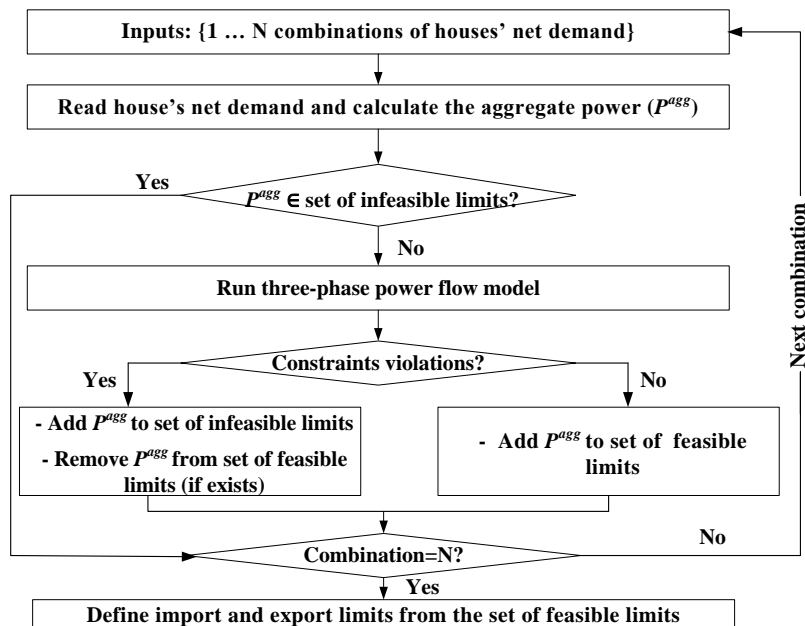 Inputs: {1 … N combinations of houses' net demand}
Read house's net demand and calculate the aggregate power (P^agg)
Yes
P^agg ∈ set of infeasible limits?
No
Next combination
Run three-phase power flow model
Constraints violations?
Yes
No
- Add P^agg to set of infeasible limits
- Remove P^agg from set of feasible
limits (if exists)
- Add P^agg to set of feasible
limits
Combination=N?
No
Yes
Define import and export limits from the set of feasible limits